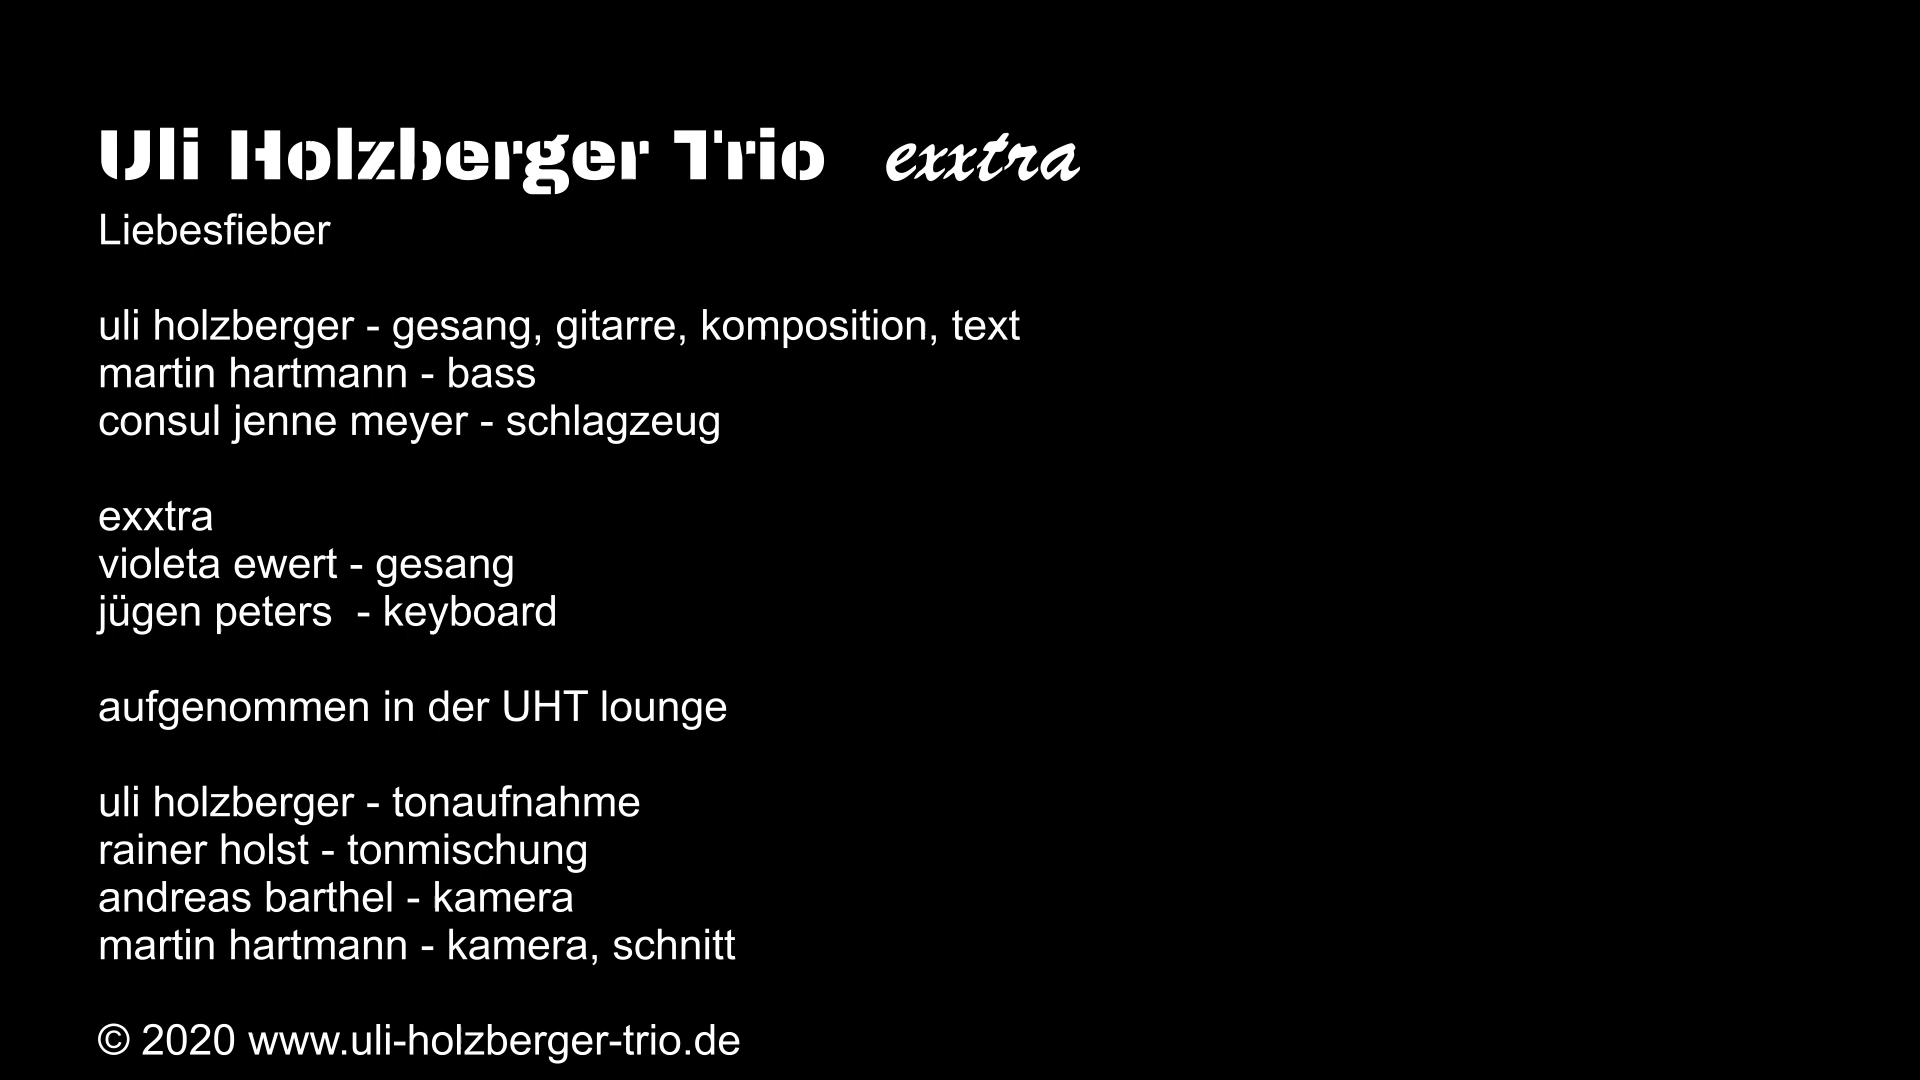 Uli Holzberger Trio exxtra
Liebesfieber
uli holzberger - gesang, gitarre, komposition, text
martin hartmann - bass
consul jenne meyer - schlagzeug
exxtra
violeta ewert - gesang
jügen peters - keyboard
aufgenommen in der UHT lounge
uli holzberger - tonaufnahme
rainer holst - tonmischung
andreas barthel - kamera
martin hartmann - kamera, schnitt
© 2020 www.uli-holzberger-trio.de